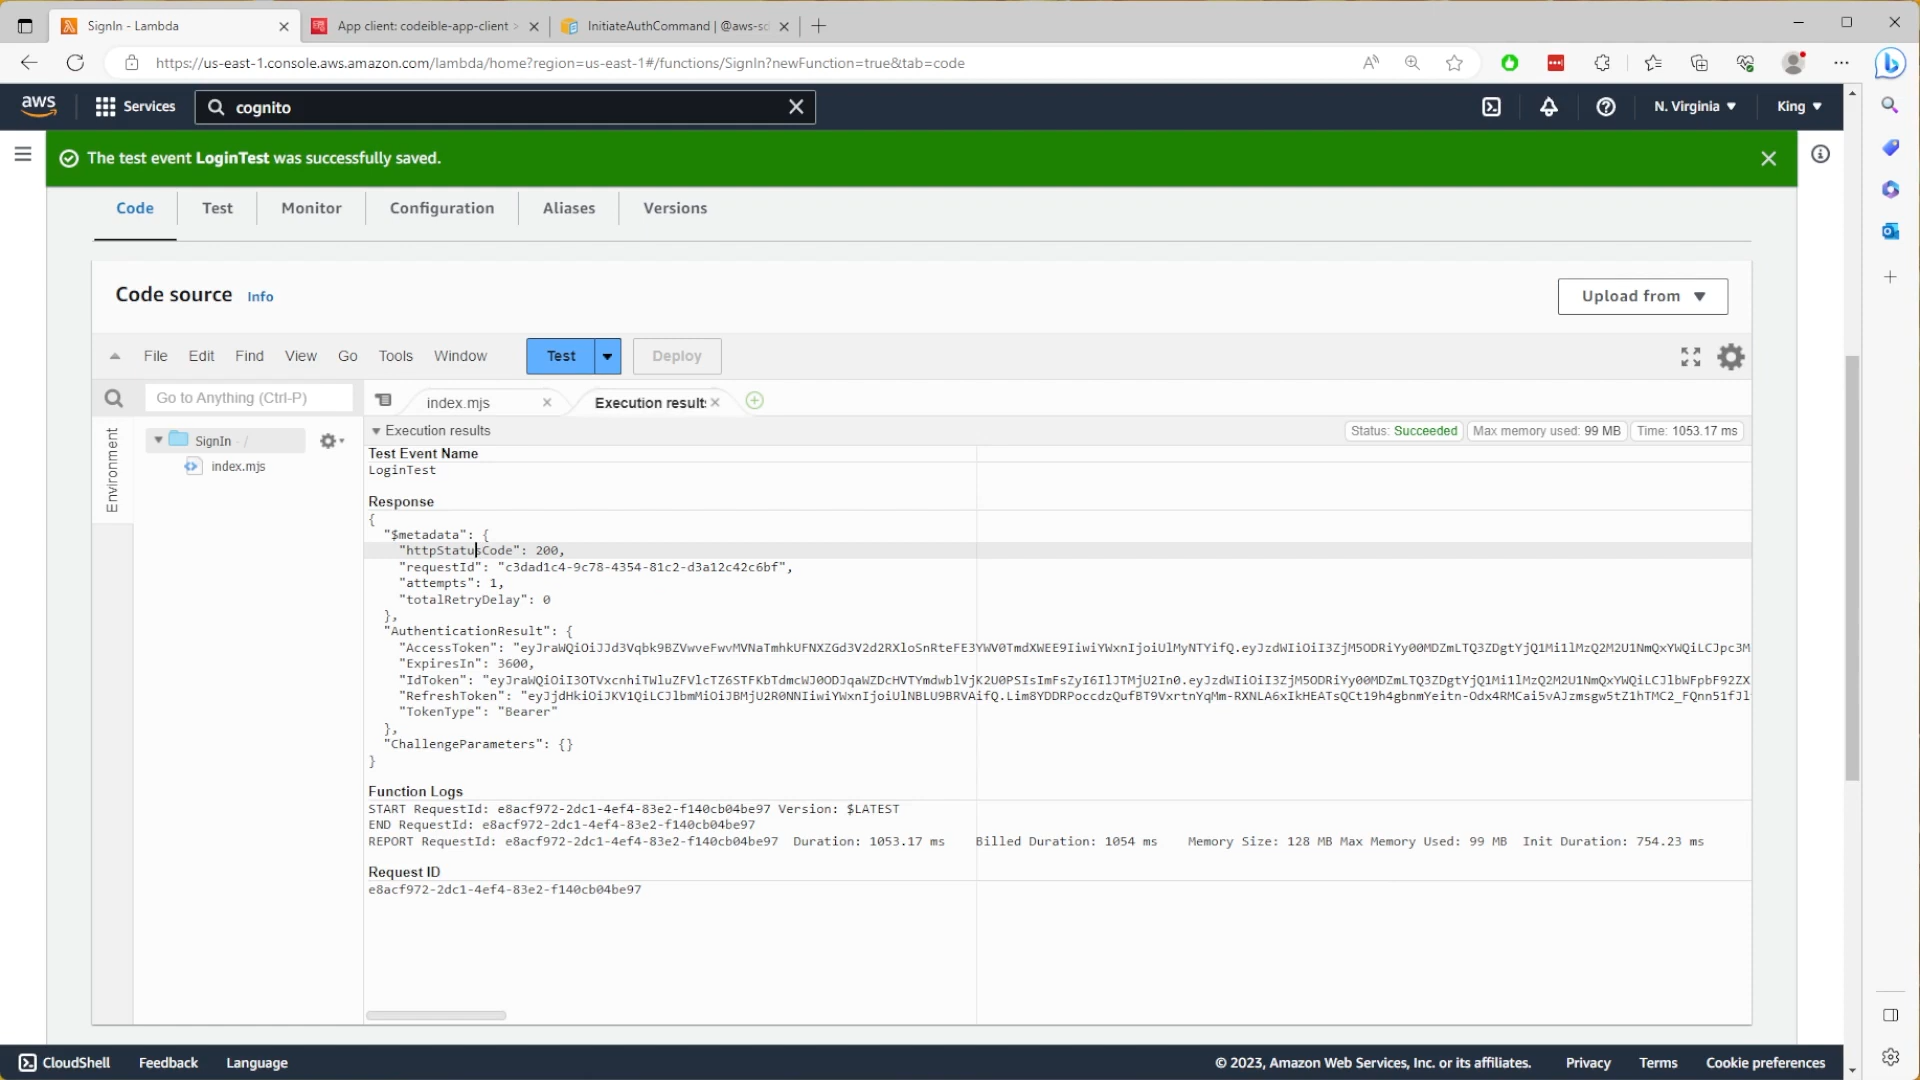 SignIn - Lambda
App client: codeible-app-client >
InitiateAuthCommand | @aws-sd
https://us-east-1.console.aws.amazon.com/lambda/home?region=us-east-1#/functions/SignIn?newFunction=true&tab=code
aws
Services
cognito
N. Virginia
King
The test event LoginTest was successfully saved.
Code
Test
Monitor
Configuration
Aliases
Versions
Code source
Info
Upload from
File
Edit
Find
View
Go
Tools
Window
Test
Deploy
Go to Anything (Ctrl-P)
index.mjs
Execution result
Environment
SignIn - /
index.mjs
Execution results
Status: Succeeded
Max memory used: 99 MB
Time: 1053.17 ms
Test Event Name
LoginTest
Response
{
"$metadata": {
"httpStatusCode": 200,
"requestId": "c3dad1c4-9c78-4354-81c2-d3a12c42c6bf",
"attempts": 1,
"totalRetryDelay": 0
},
"AuthenticationResult": {
"AccessToken":
"ExpiresIn": 3600,
"IdToken":
"RefreshToken":
"TokenType": "Bearer"
},
"ChallengeParameters": {}
}
Function Logs
START RequestId: e8acf972-2dc1-4ef4-83e2-f140cb04be97 Version: $LATEST
END RequestId: e8acf972-2dc1-4ef4-83e2-f140cb04be97
REPORT RequestId: e8acf972-2dc1-4ef4-83e2-f140cb04be97 Duration: 1053.17 ms Billed Duration: 1054 ms Memory Size: 128 MB Max Memory Used: 99 MB Init Duration: 754.23 ms
Request ID
e8acf972-2dc1-4ef4-83e2-f140cb04be97
CloudShell
Feedback
Language
© 2023, Amazon Web Services, Inc. or its affiliates.
Privacy
Terms
Cookie preferences